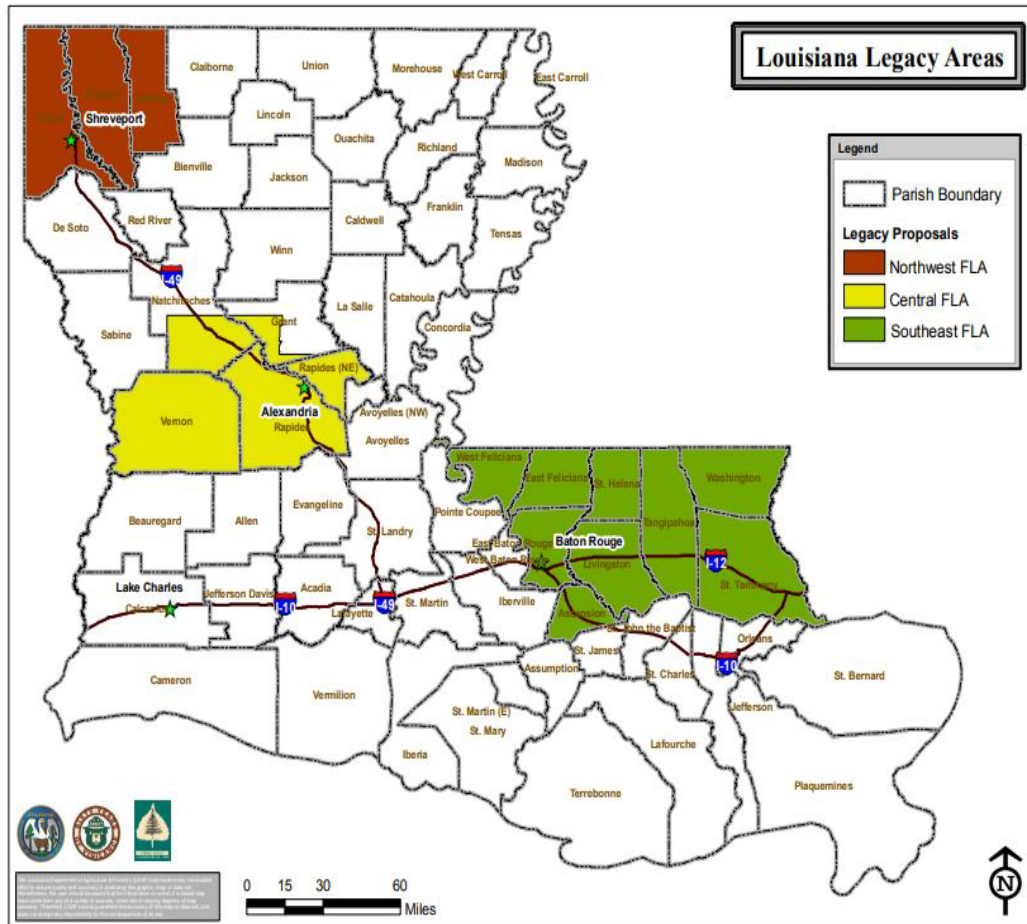 Louisiana Legacy Areas
Legend
Parish Boundary
Legacy Proposals
Northwest FLA
Central FLA
Southeast FLA
Claiborne
Union
Morehouse
West Carroll
East Carroll
Shreveport
Lincoln
Ouachita
Richland
Madison
Bienville
Jackson
Franklin
Caldwell
Tensas
De Soto
Red River
Winn
I-49
Natchitoches
La Salle
Catahoula
Concordia
Sabine
Grant
Rapides (NE)
Alexandria
Vernon
Rapides
Avoyelles (NW)
Avoyelles
West Feliciana
East Feliciana
St. Helena
Washington
Tangipahoa
Pointe Coupee
Evangeline
Beauregard
Allen
St. Landry
East Baton Rouge
Baton Rouge
West Baton Rouge
Livingston
I-12
St. Tammany
Lake Charles
Calcasieu
Jefferson Davis
I-10
Acadia
Lafayette
I-49
St. Martin
Iberville
Ascension
St. John the Baptist
Orleans
St. James
I-10
Assumption
St. Charles
St. Bernard
Cameron
Vermilion
Jefferson
St. Martin (E)
St. Mary
Iberia
Lafourche
Terrebonne
Plaquemines
0 15 30 60
Miles
N